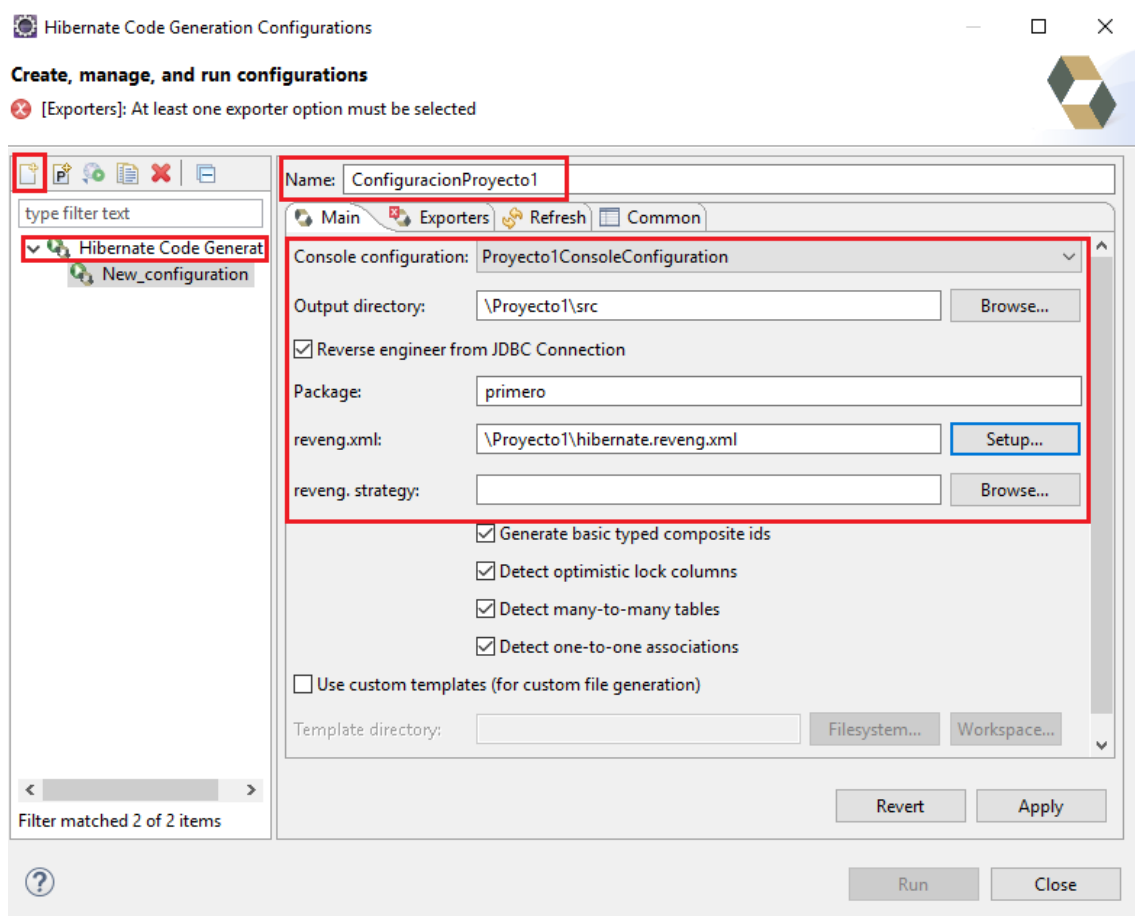 Hibernate Code Generation Configurations
Create, manage, and run configurations
[Exporters]: At least one exporter option must be selected
type filter text
Hibernate Code Generat
New_configuration
Filter matched 2 of 2 items
Name: ConfiguracionProyecto1
Main Exporters Refresh Common
Console configuration: Proyecto1ConsoleConfiguration
Output directory: \Proyecto1\src Browse...
Reverse engineer from JDBC Connection
Package: primero
reveng.xml: \Proyecto1\hibernate.reveng.xml Setup...
reveng. strategy: Browse...
Generate basic typed composite ids
Detect optimistic lock columns
Detect many-to-many tables
Detect one-to-one associations
Use custom templates (for custom file generation)
Template directory: Filesystem... Workspace...
Revert Apply
Run Close